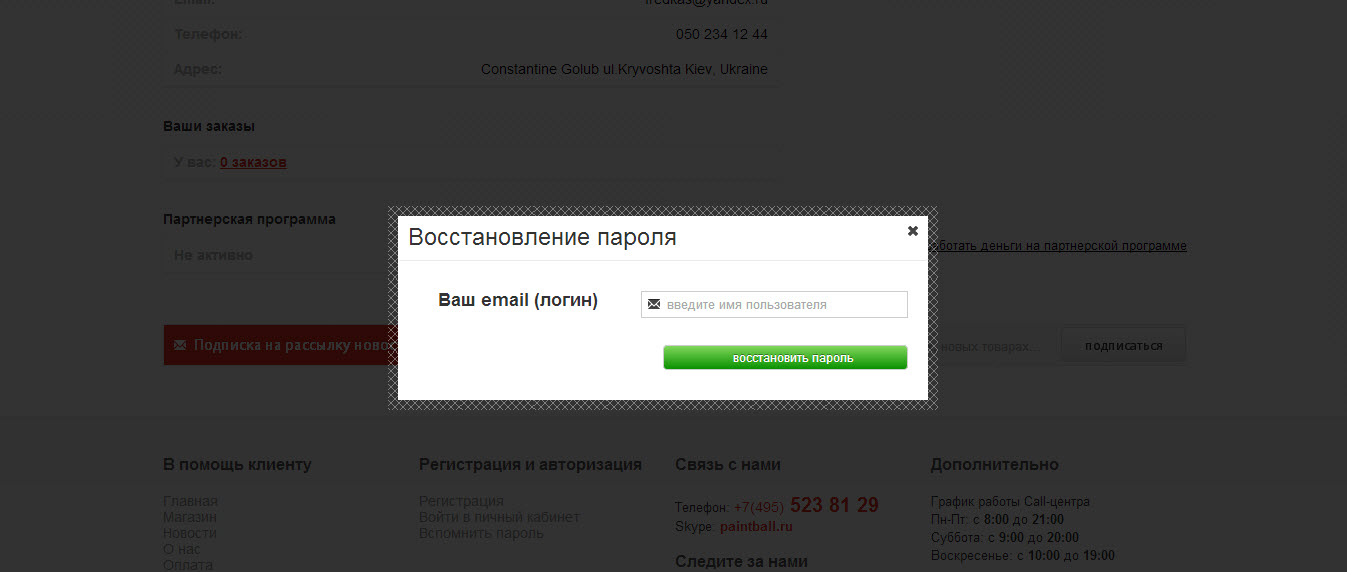 Email:
fredkas@yandex.ru
Телефон:
050 234 12 44
Адрес:
Constantine Golub ul.Kryvoshta Kiev, Ukraine
Ваши заказы
У вас: 0 заказов
Партнерская программа
Не активно
ботать деньги на партнерской программе
Восстановление пароля
Ваш email (логин)
введите имя пользователя
восстановить пароль
Подписка на рассылку ново
новых товарах...
подписаться
В помощь клиенту
Главная
Магазин
Новости
О нас
Оплата
Регистрация и авторизация
Регистрация
Войти в личный кабинет
Вспомнить пароль
Связь с нами
Телефон: +7(495) 523 81 29
Skype: paintball.ru
Следите за нами
Дополнительно
График работы Call-центра
Пн-Пт: с 8:00 до 21:00
Суббота: с 9:00 до 20:00
Воскресенье: с 10:00 до 19:00